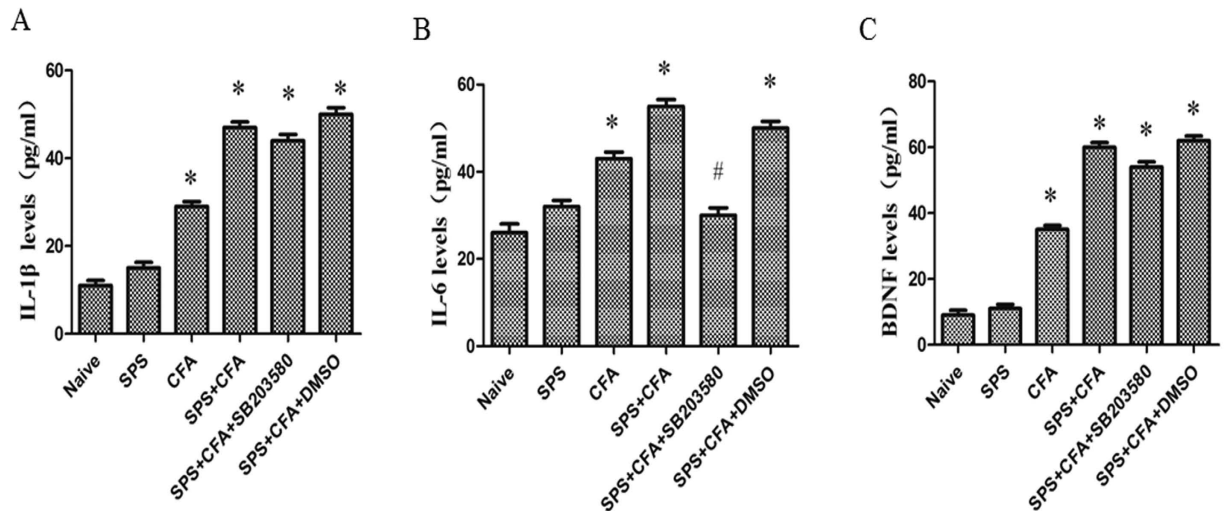 A
IL-1β levels（pg/ml）
60
40
20
0
*
*
*
*
Naive
SPS
CFA
SPS+CFA
SPS+CFA+SB203580
SPS+CFA+DMSO
B
IL-6 levels（pg/ml）
60
40
20
0
*
*
#
*
Naive
SPS
CFA
SPS+CFA
SPS+CFA+SB203580
SPS+CFA+DMSO
C
BDNF levels（pg/ml）
80
60
40
20
0
*
*
*
*
Naive
SPS
CFA
SPS+CFA
SPS+CFA+SB203580
SPS+CFA+DMSO